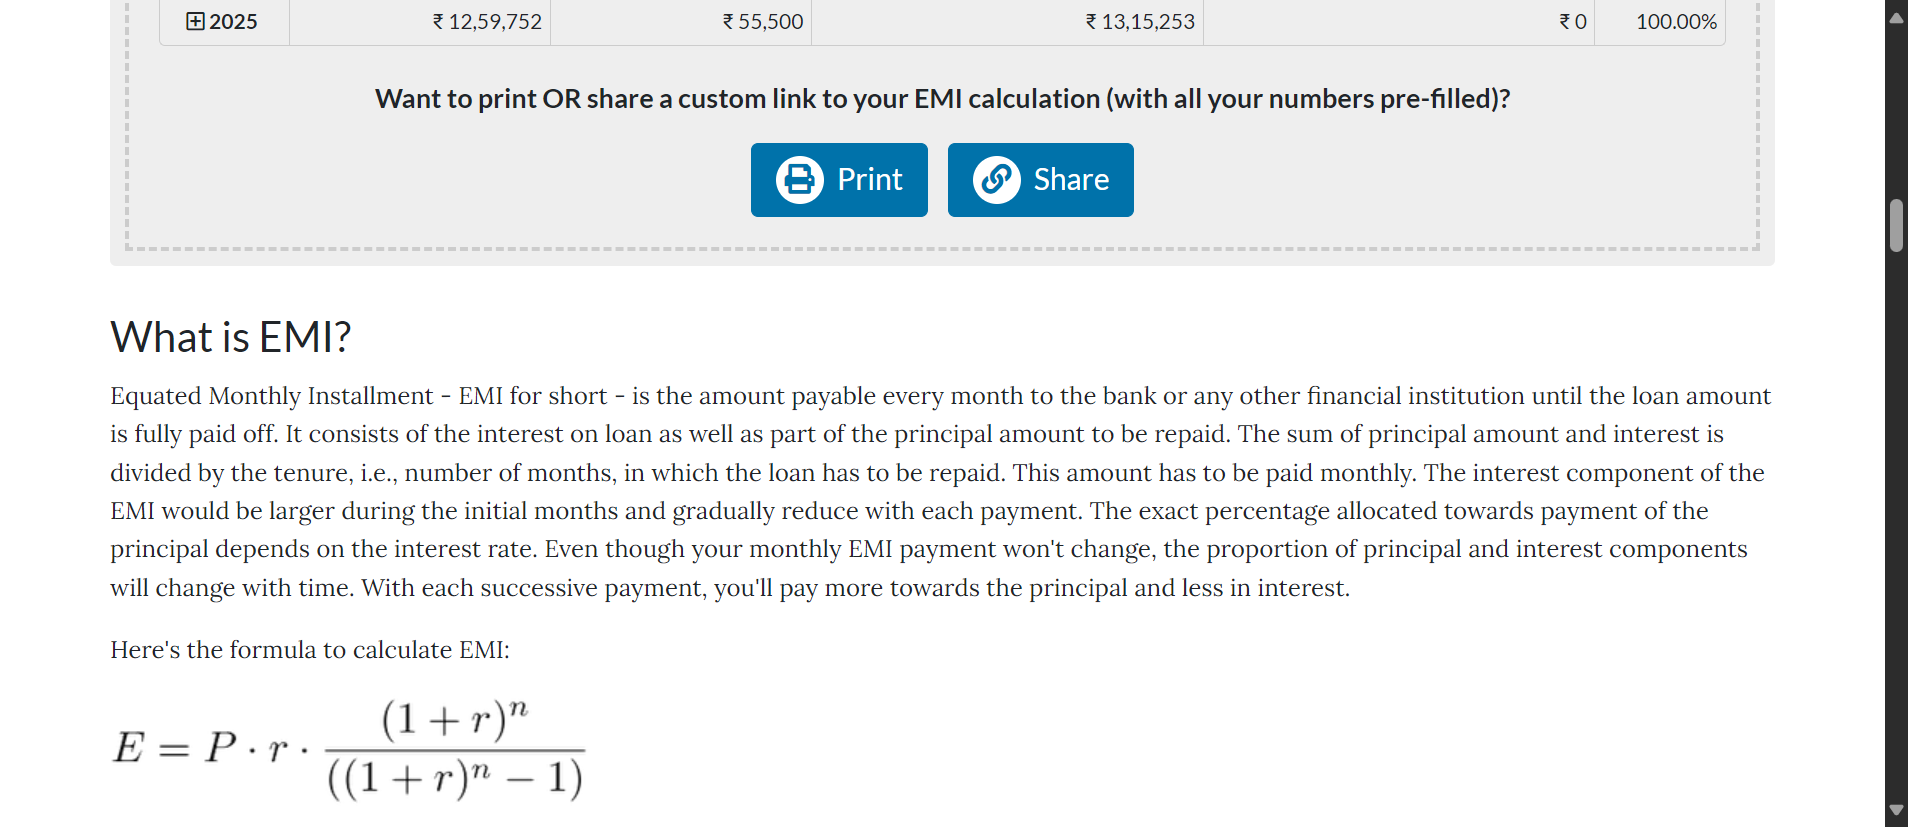 2025 ₹ 12,59,752 ₹ 55,500 ₹ 13,15,253 ₹ 0 100.00%
Want to print OR share a custom link to your EMI calculation (with all your numbers pre-filled)?
Print Share
What is EMI?
Equated Monthly Installment - EMI for short - is the amount payable every month to the bank or any other financial institution until the loan amount
is fully paid off. It consists of the interest on loan as well as part of the principal amount to be repaid. The sum of principal amount and interest is
divided by the tenure, i.e., number of months, in which the loan has to be repaid. This amount has to be paid monthly. The interest component of the
EMI would be larger during the initial months and gradually reduce with each payment. The exact percentage allocated towards payment of the
principal depends on the interest rate. Even though your monthly EMI payment won't change, the proportion of principal and interest components
will change with time. With each successive payment, you'll pay more towards the principal and less in interest.
Here's the formula to calculate EMI:
(1 + r)ⁿ
E = P · r ·
((1 + r)ⁿ − 1)